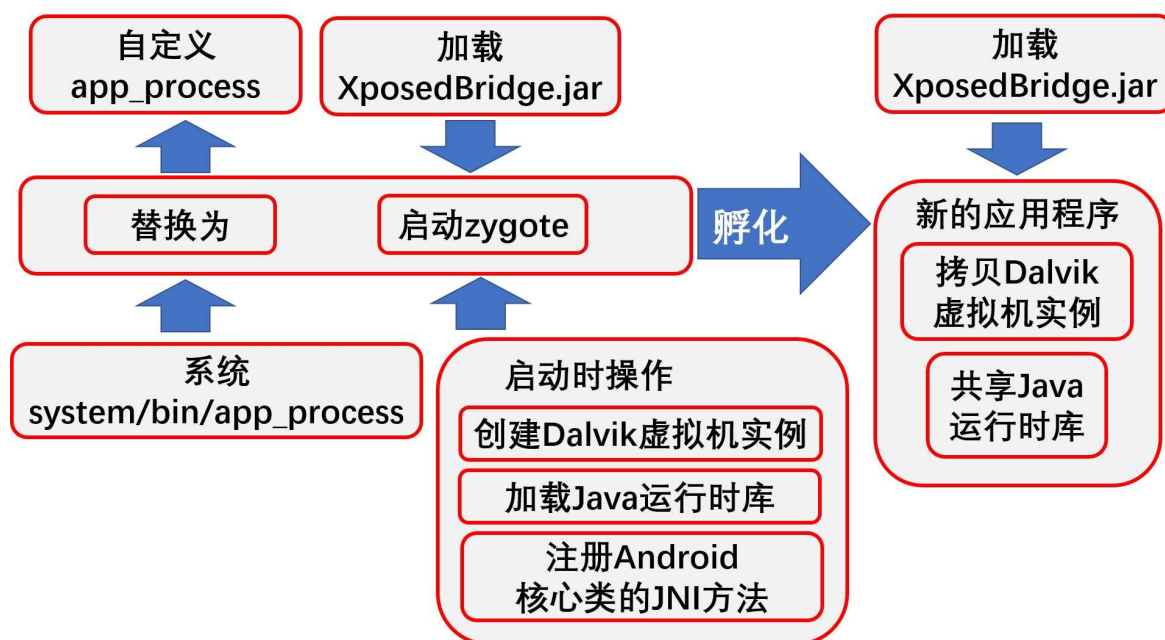 自定义
app_process
加载
XposedBridge.jar
加载
XposedBridge.jar
替换为
启动zygote
孵化
新的应用程序
拷贝Dalvik
虚拟机实例
共享Java
运行时库
系统
system/bin/app_process
启动时操作
创建Dalvik虚拟机实例
加载Java运行时库
注册Android
核心类的JNI方法